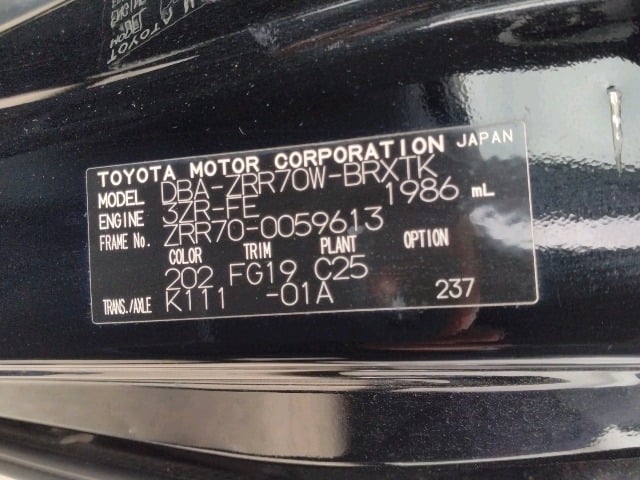 TOYOTA MOTOR CORPORATION JAPAN
MODEL DBA-ZRR70W-BRXTK
ENGINE 3ZR-FE 1986 mL
FRAME No. ZRR70-0059613
COLOR TRIM PLANT OPTION
202 FG19 C25
TRANS./AXLE K111 -01A 237